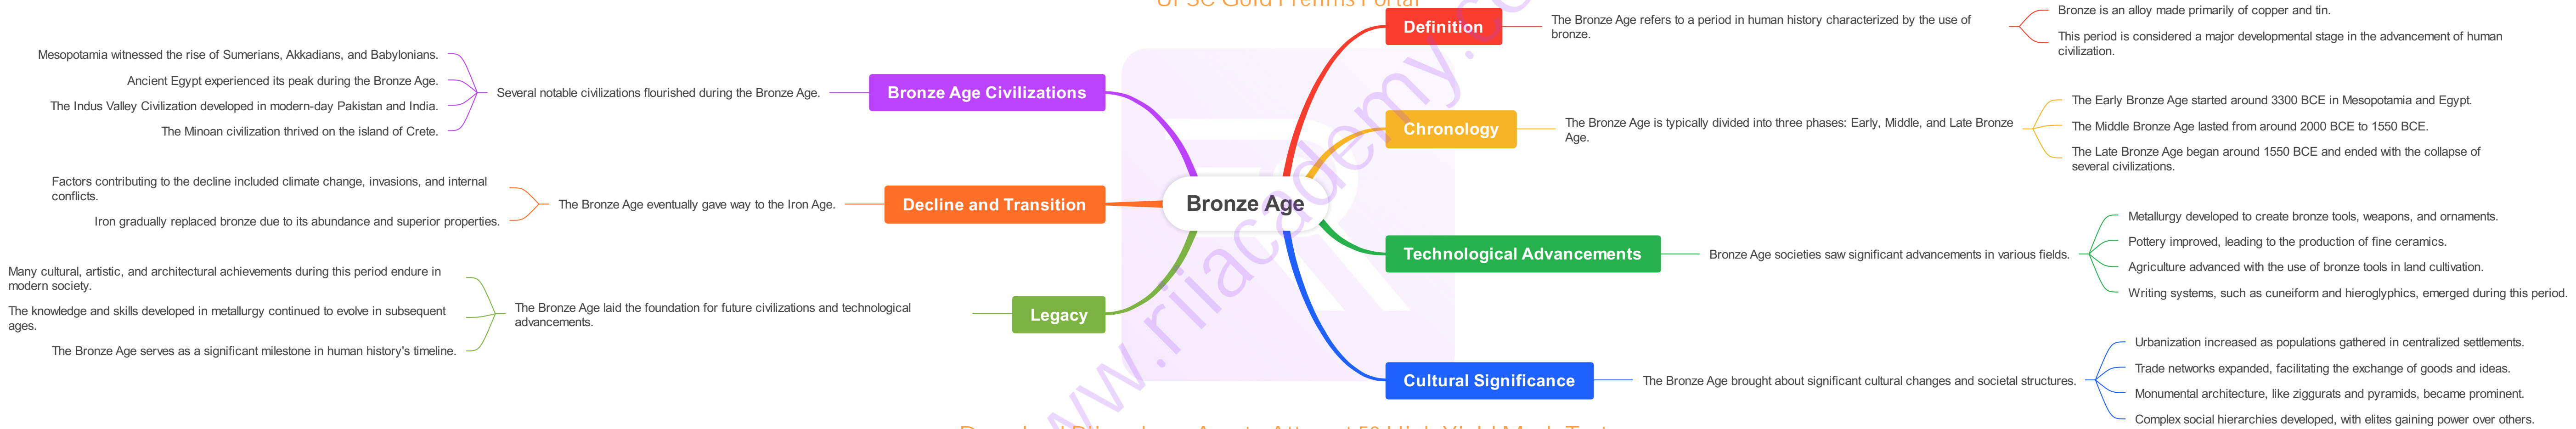 UPSC Gold Prelims Portal
Bronze Age
Definition
The Bronze Age refers to a period in human history characterized by the use of
bronze.
Bronze is an alloy made primarily of copper and tin.
This period is considered a major developmental stage in the advancement of human
civilization.
Chronology
The Bronze Age is typically divided into three phases: Early, Middle, and Late Bronze
Age.
The Early Bronze Age started around 3300 BCE in Mesopotamia and Egypt.
The Middle Bronze Age lasted from around 2000 BCE to 1550 BCE.
The Late Bronze Age began around 1550 BCE and ended with the collapse of
several civilizations.
Technological Advancements
Bronze Age societies saw significant advancements in various fields.
Metallurgy developed to create bronze tools, weapons, and ornaments.
Pottery improved, leading to the production of fine ceramics.
Agriculture advanced with the use of bronze tools in land cultivation.
Writing systems, such as cuneiform and hieroglyphics, emerged during this period.
Cultural Significance
The Bronze Age brought about significant cultural changes and societal structures.
Urbanization increased as populations gathered in centralized settlements.
Trade networks expanded, facilitating the exchange of goods and ideas.
Monumental architecture, like ziggurats and pyramids, became prominent.
Complex social hierarchies developed, with elites gaining power over others.
Bronze Age Civilizations
Several notable civilizations flourished during the Bronze Age.
Mesopotamia witnessed the rise of Sumerians, Akkadians, and Babylonians.
Ancient Egypt experienced its peak during the Bronze Age.
The Indus Valley Civilization developed in modern-day Pakistan and India.
The Minoan civilization thrived on the island of Crete.
Decline and Transition
The Bronze Age eventually gave way to the Iron Age.
Factors contributing to the decline included climate change, invasions, and internal
conflicts.
Iron gradually replaced bronze due to its abundance and superior properties.
Legacy
The Bronze Age laid the foundation for future civilizations and technological
advancements.
Many cultural, artistic, and architectural achievements during this period endure in
modern society.
The knowledge and skills developed in metallurgy continued to evolve in subsequent
ages.
The Bronze Age serves as a significant milestone in human history's timeline.